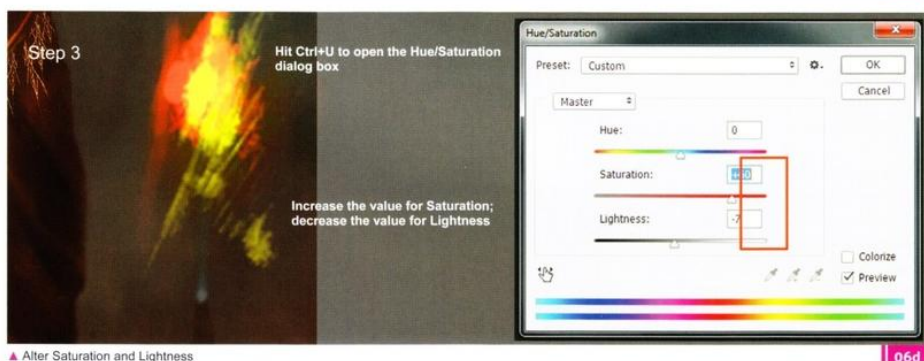 Step 3
Hit Ctrl+U to open the Hue/Saturation
dialog box
Increase the value for Saturation;
decrease the value for Lightness
Hue/Saturation
Preset: Custom
OK
Cancel
Master
Hue: 0
Saturation: +60
Lightness: -7
Colorize
Preview
▲ Alter Saturation and Lightness
06d